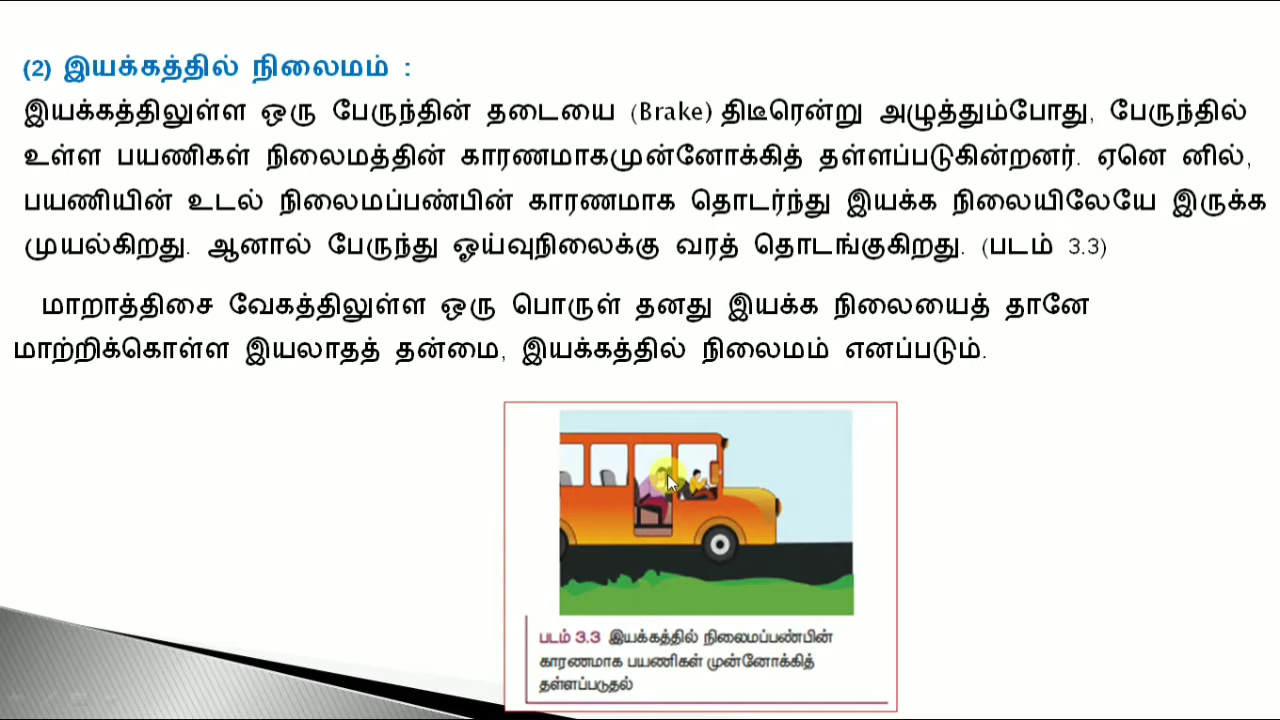 (2) இயக்கத்தில் நிலைமம் :
இயக்கத்திலுள்ள ஒரு பேருந்தின் தடையை (Brake) திடீரென்று அழுத்தும்போது, பேருந்தில்
உள்ள பயணிகள் நிலைமத்தின் காரணமாகமுன்னோக்கித் தள்ளப்படுகின்றனர். ஏனெ னில்,
பயணியின் உடல் நிலைமப்பண்பின் காரணமாக தொடர்ந்து இயக்க நிலையிலேயே இருக்க
முயல்கிறது. ஆனால் பேருந்து ஓய்வுநிலைக்கு வரத் தொடங்குகிறது. (படம் 3.3)
மாறாத்திசை வேகத்திலுள்ள ஒரு பொருள் தனது இயக்க நிலையைத் தானே
மாற்றிக்கொள்ள இயலாதத் தன்மை, இயக்கத்தில் நிலைமம் எனப்படும்.
படம் 3.3 இயக்கத்தில் நிலைமப்பண்பின்
காரணமாக பயணிகள் முன்னோக்கித்
தள்ளப்படுதல்